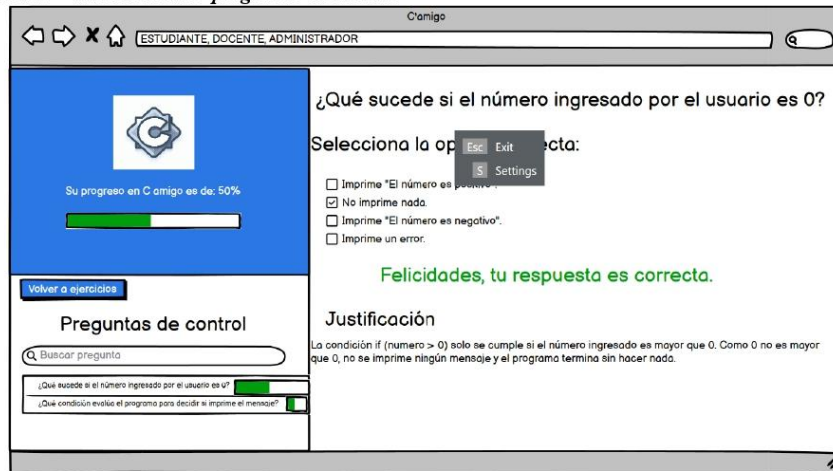 C'amigo
ESTUDIANTE, DOCENTE, ADMINISTRADOR
Su progreso en C amigo es de: 50%
Volver a ejercicios
Preguntas de control
Buscar pregunta
¿Qué sucede si el número ingresado por el usuario es 0?
¿Qué condición evalúa el programa para decidir si imprime el mensaje?
¿Qué sucede si el número ingresado por el usuario es 0?
Selecciona la op ecta:
Esc Exit
S Settings
Imprime "El número es positivo".
No imprime nada.
Imprime "El número es negativo".
Imprime un error.
Felicidades, tu respuesta es correcta.
Justificación
La condición if (numero > 0) solo se cumple si el número ingresado es mayor que 0. Como 0 no es mayor
que 0, no se imprime ningún mensaje y el programa termina sin hacer nada.